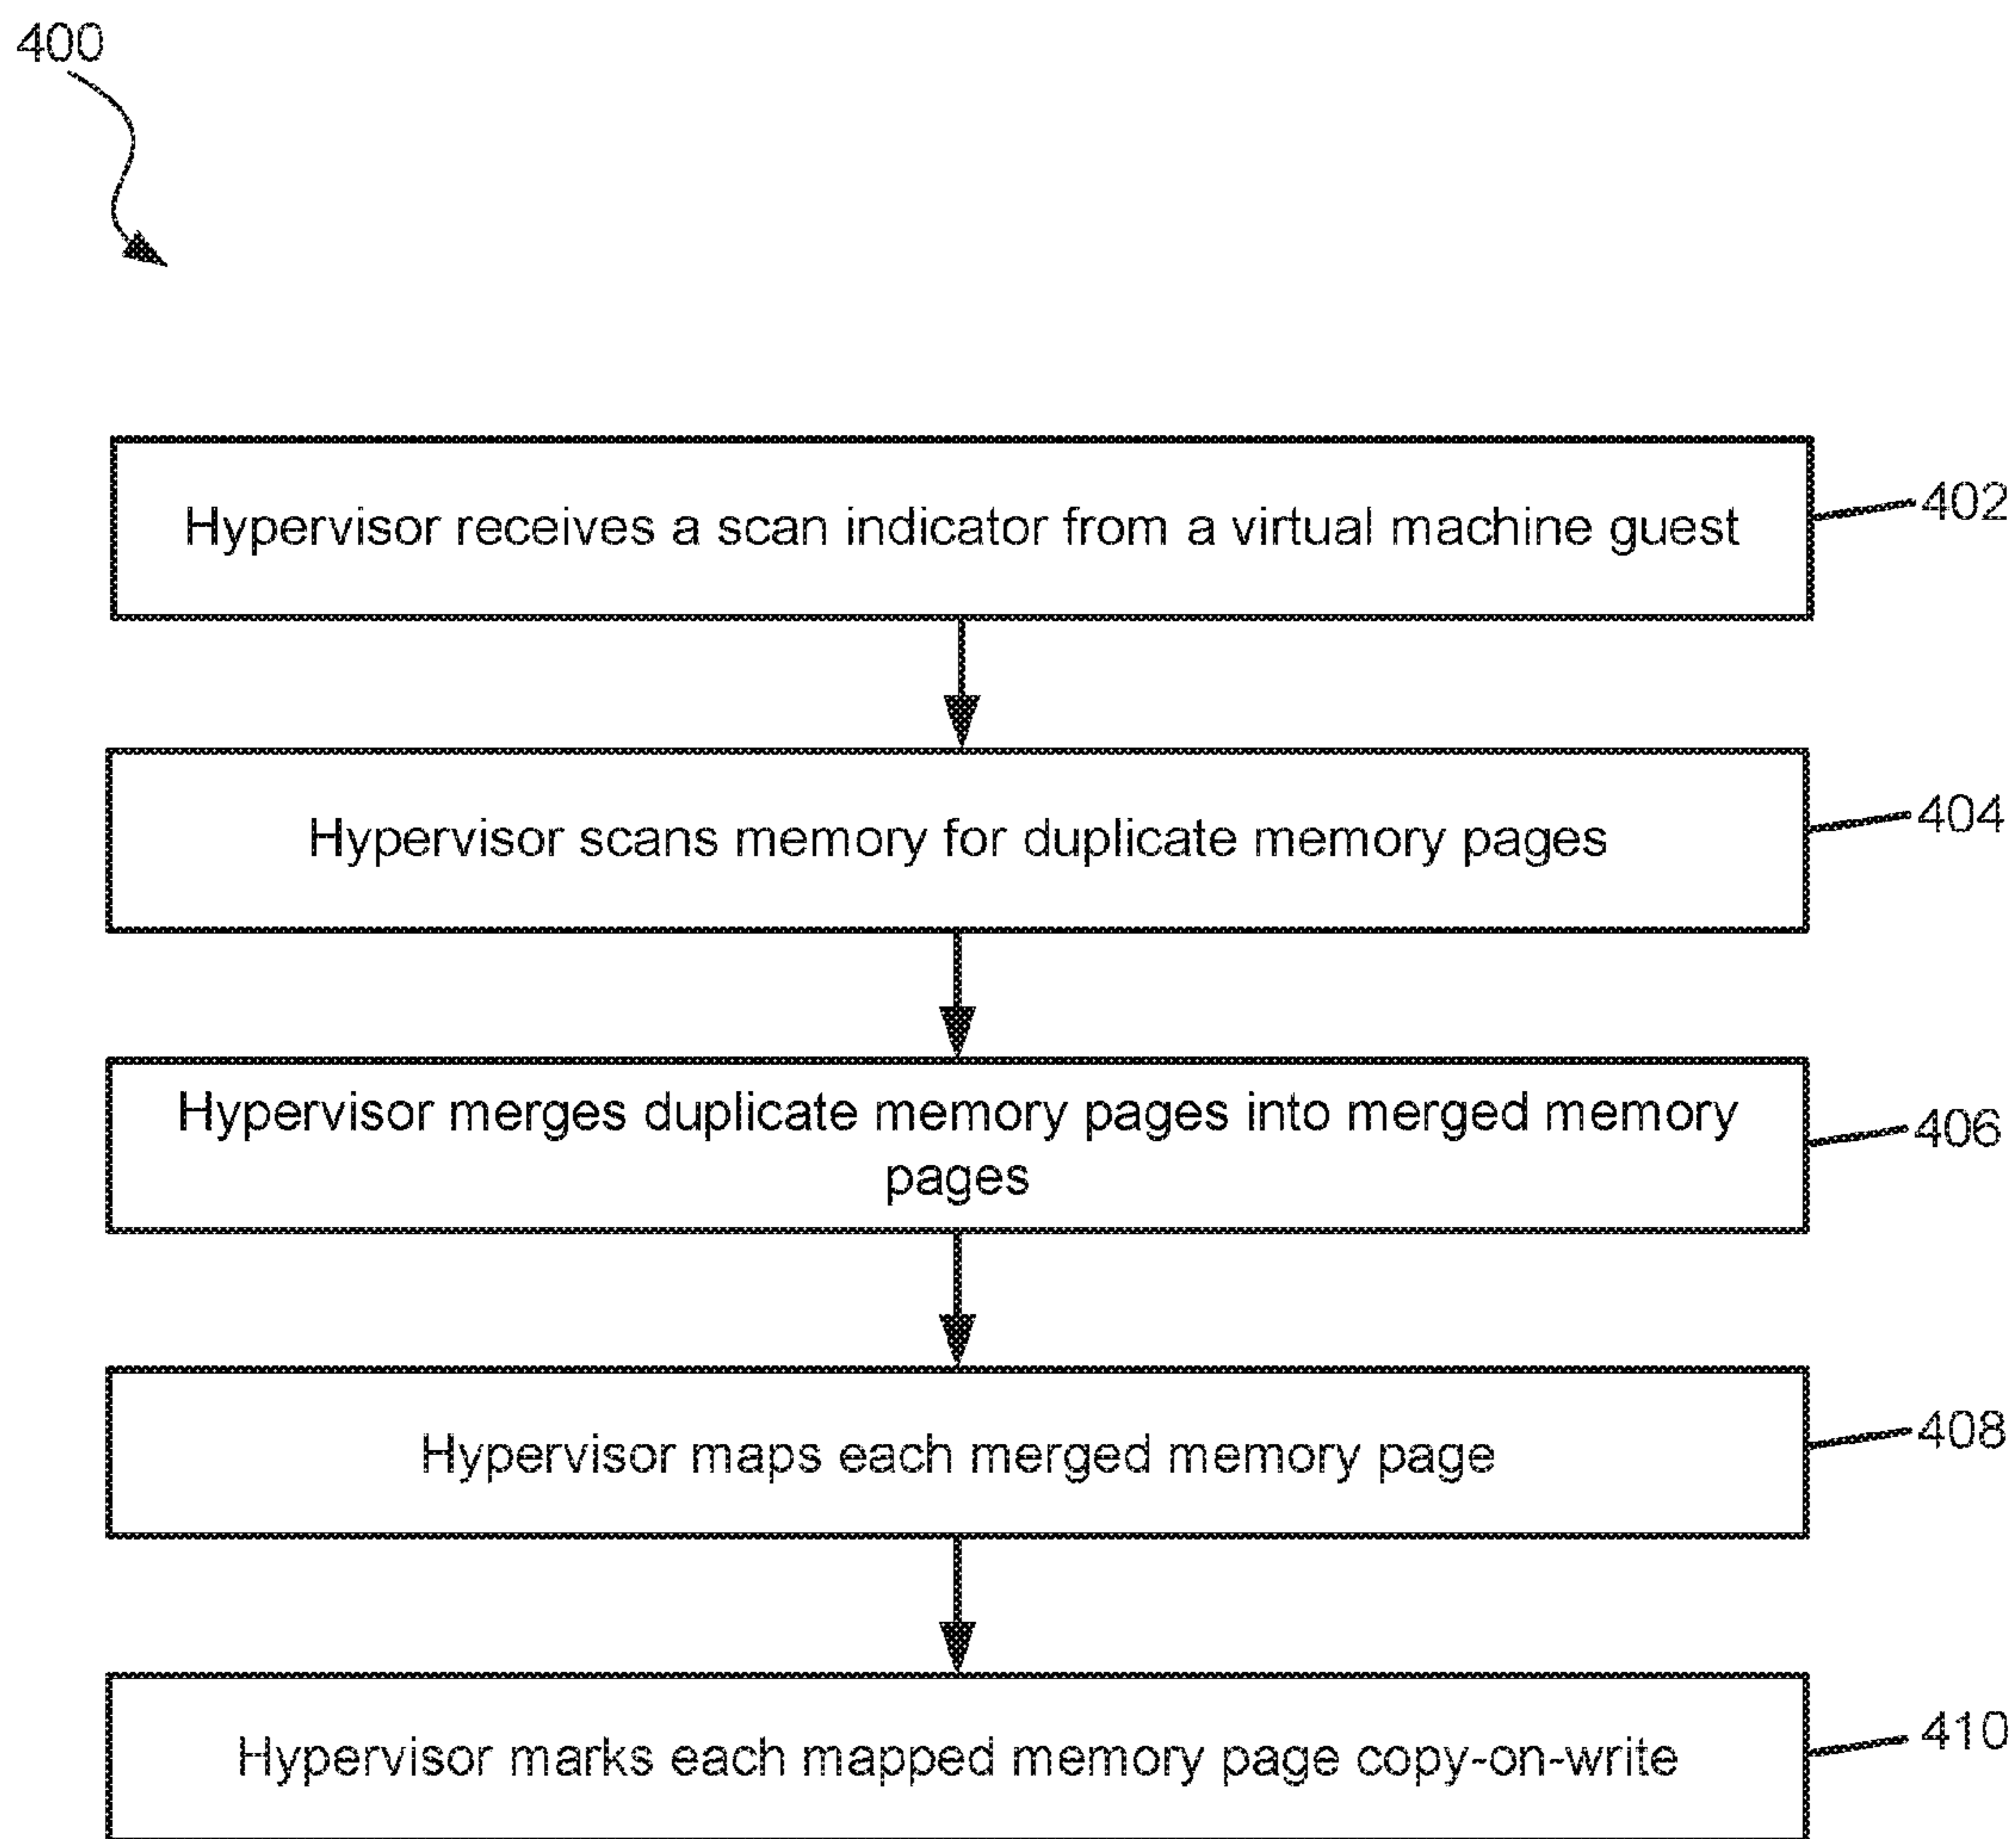 400
Hypervisor receives a scan indicator from a virtual machine guest
402
Hypervisor scans memory for duplicate memory pages
404
Hypervisor merges duplicate memory pages into merged memory
pages
406
Hypervisor maps each merged memory page
408
Hypervisor marks each mapped memory page copy-on-write
410